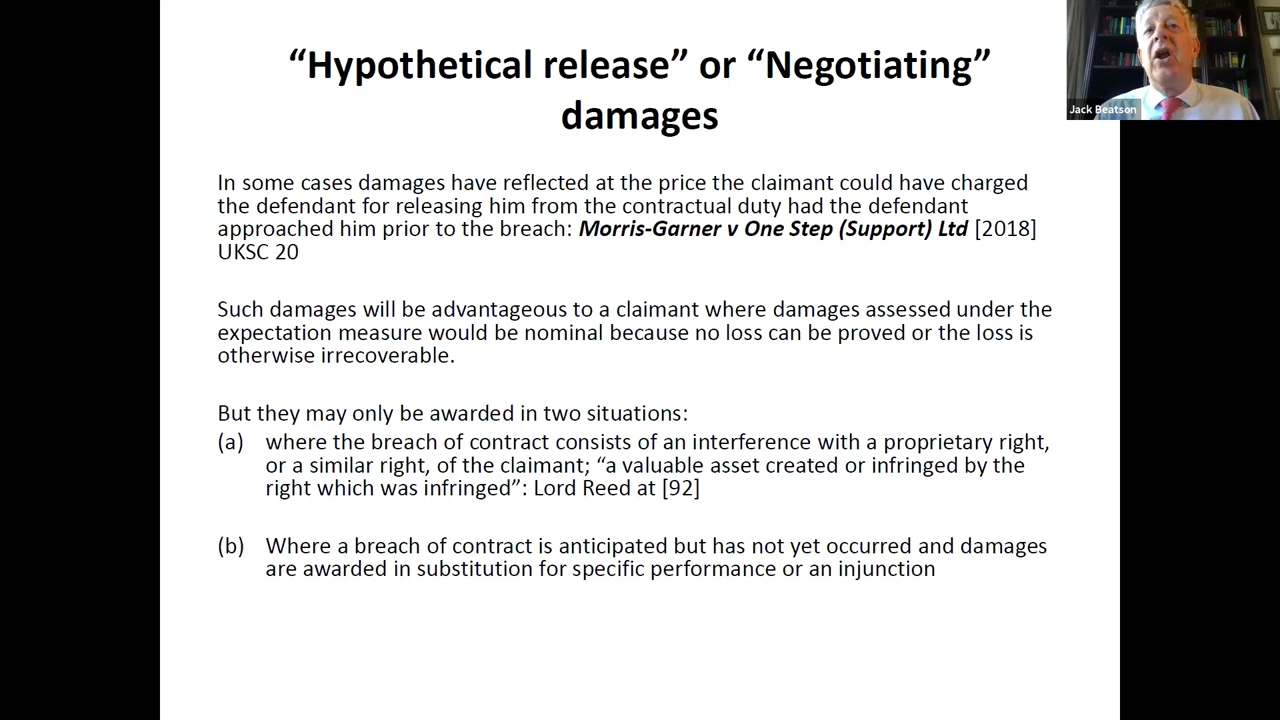 “Hypothetical release” or “Negotiating”
damages
Jack Beatson
In some cases damages have reflected at the price the claimant could have charged
the defendant for releasing him from the contractual duty had the defendant
approached him prior to the breach: Morris-Garner v One Step (Support) Ltd [2018]
UKSC 20
Such damages will be advantageous to a claimant where damages assessed under the
expectation measure would be nominal because no loss can be proved or the loss is
otherwise irrecoverable.
But they may only be awarded in two situations:
(a) where the breach of contract consists of an interference with a proprietary right,
or a similar right, of the claimant; “a valuable asset created or infringed by the
right which was infringed”: Lord Reed at [92]
(b) Where a breach of contract is anticipated but has not yet occurred and damages
are awarded in substitution for specific performance or an injunction